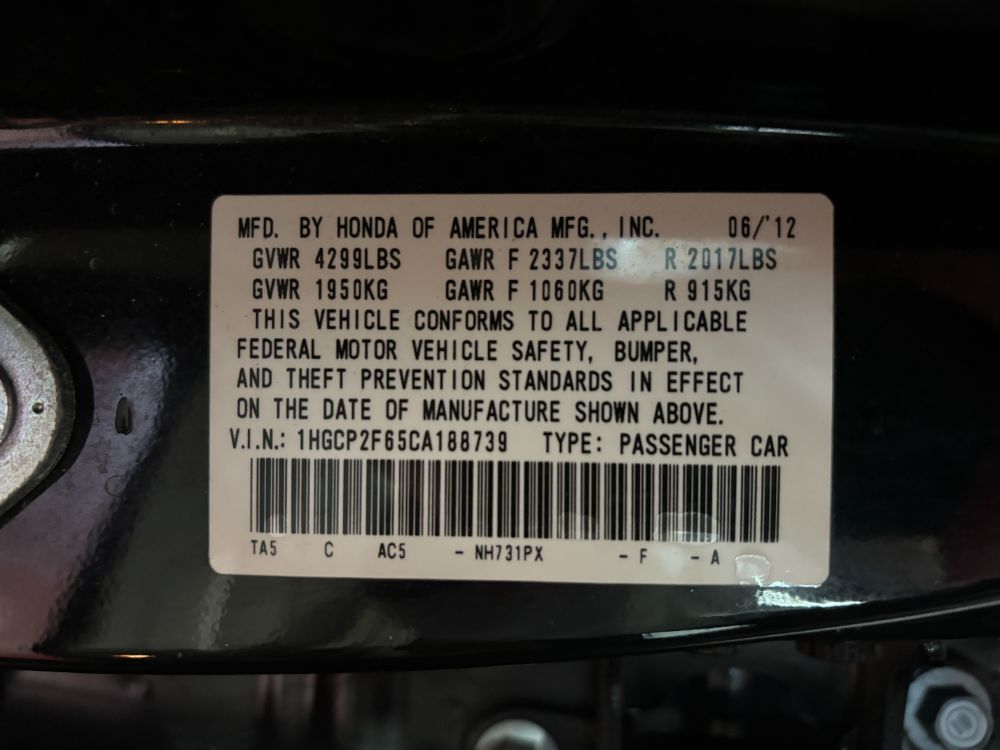 MFD. BY HONDA OF AMERICA MFG., INC. 06/'12
GVWR 4299LBS GAWR F 2337LBS R 2017LBS
GVWR 1950KG GAWR F 1060KG R 915KG
THIS VEHICLE CONFORMS TO ALL APPLICABLE
FEDERAL MOTOR VEHICLE SAFETY, BUMPER,
AND THEFT PREVENTION STANDARDS IN EFFECT
ON THE DATE OF MANUFACTURE SHOWN ABOVE.
V.I.N.: 1HGCP2F65CA188739 TYPE: PASSENGER CAR
TA5 C AC5 - NH731PX - F - A